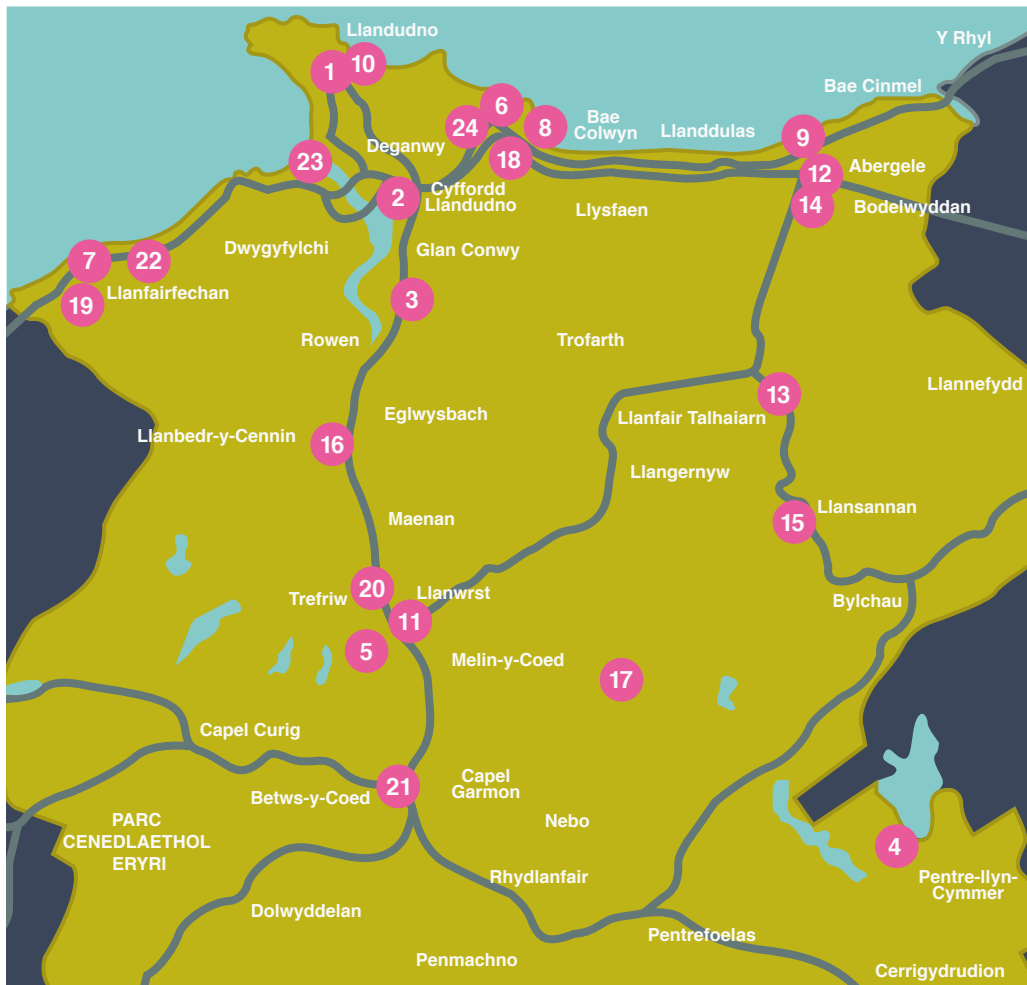 Llandudno
Y Rhyl
1
10
Bae Cinmel
6
24
8
Bae
Colwyn
Llanddulas
9
Deganwy
18
Abergele
23
12
2
Cyffordd
Llandudno
Llysfaen
14
Bodelwyddan
Dwygyfylchi
Glan Conwy
7
22
Llanfairfechan
19
3
Rowen
Trofarth
Llannefydd
13
Eglwysbach
Llanfair Talhaiarn
Llanbedr-y-Cennin
16
Llangernyw
Maenan
Llansannan
15
20
Trefriw
Llanwrst
Bylchau
11
5
Melin-y-Coed
17
Capel Curig
21
Capel
Garmon
Betws-y-Coed
Nebo
PARC
CENEDLAETHOL
ERYRI
4
Rhydlanfair
Pentre-llyn-
Cymmer
Dolwyddelan
Pentrefoelas
Penmachno
Cerrigydrudion